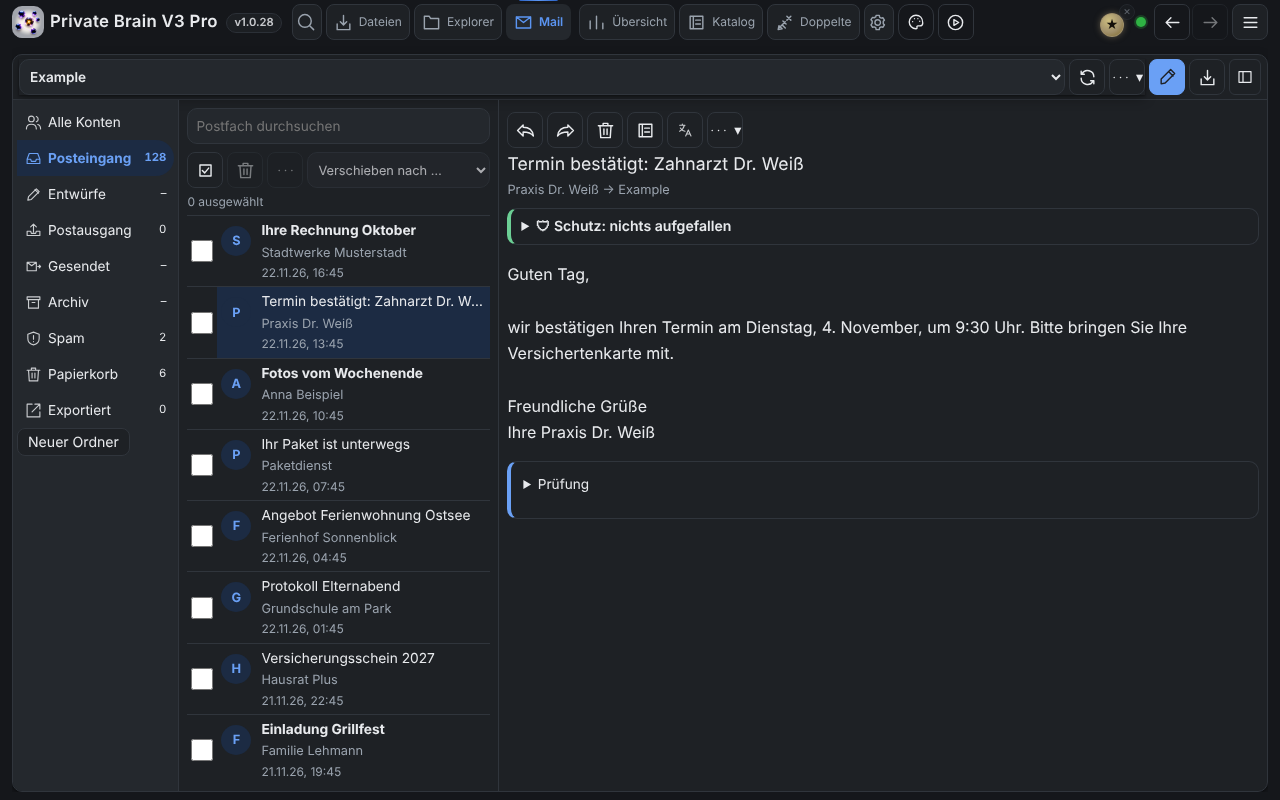 Private Brain V3 Pro
v1.0.28
Dateien
Explorer
Mail
Übersicht
Katalog
Doppelte
Example
Alle Konten
Posteingang 128
Entwürfe –
Postausgang 0
Gesendet –
Archiv –
Spam 2
Papierkorb 6
Exportiert 0
Neuer Ordner
Postfach durchsuchen
Verschieben nach ...
0 ausgewählt
S
Ihre Rechnung Oktober
Stadtwerke Musterstadt
22.11.26, 16:45
P
Termin bestätigt: Zahnarzt Dr. W...
Praxis Dr. Weiß
22.11.26, 13:45
A
Fotos vom Wochenende
Anna Beispiel
22.11.26, 10:45
P
Ihr Paket ist unterwegs
Paketdienst
22.11.26, 07:45
F
Angebot Ferienwohnung Ostsee
Ferienhof Sonnenblick
22.11.26, 04:45
G
Protokoll Elternabend
Grundschule am Park
22.11.26, 01:45
H
Versicherungsschein 2027
Hausrat Plus
21.11.26, 22:45
F
Einladung Grillfest
Familie Lehmann
21.11.26, 19:45
Termin bestätigt: Zahnarzt Dr. Weiß
Praxis Dr. Weiß → Example
Schutz: nichts aufgefallen
Guten Tag,
wir bestätigen Ihren Termin am Dienstag, 4. November, um 9:30 Uhr. Bitte bringen Sie Ihre
Versichertenkarte mit.
Freundliche Grüße
Ihre Praxis Dr. Weiß
Prüfung